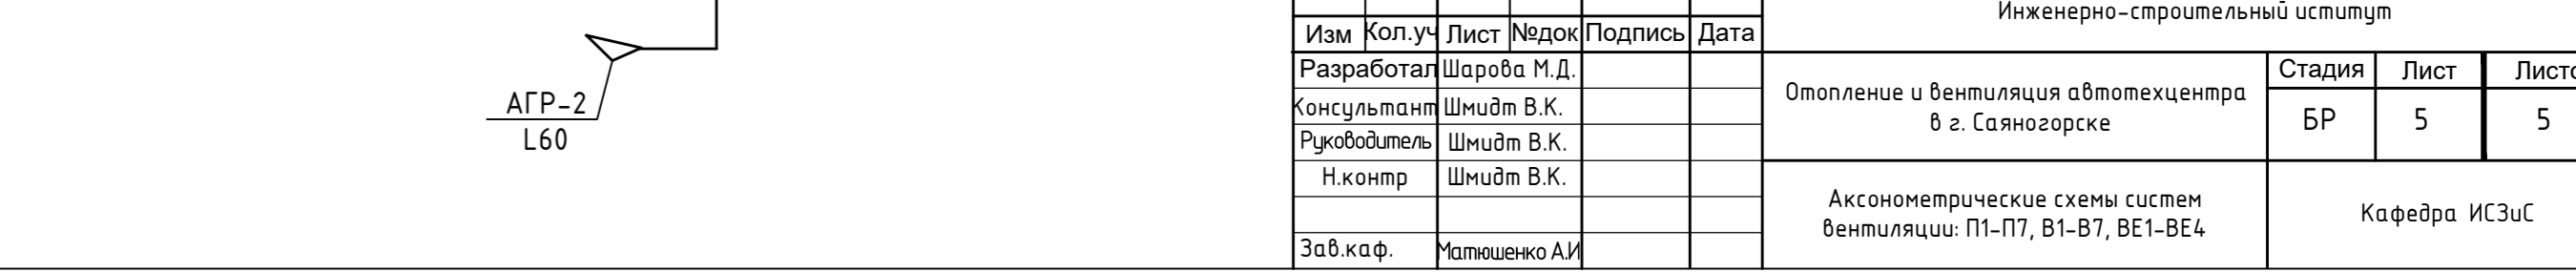 АГР-2
L60
Инженерно-строительный иститут
Изм Кол.уч Лист №док Подпись Дата
Разработал Шарова М.Д.
Консультант Шмидт В.К.
Руководитель Шмидт В.К.
Н.контр Шмидт В.К.
Зав.каф. Матюшенко А.И
Отопление и вентиляция автотехцентра
в г. Саяногорске
Стадия Лист Листо
БР 5 5
Аксонометрические схемы систем
вентиляции: П1-П7, В1-В7, ВЕ1-ВЕ4
Кафедра ИСЗиС